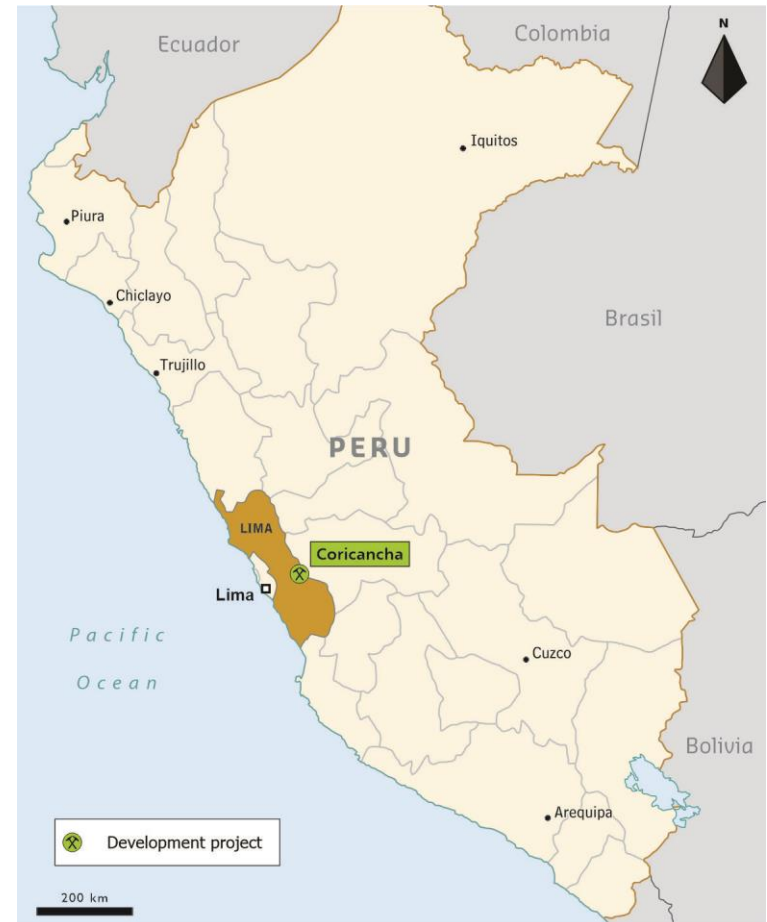 Ecuador
Colombia
N
Iquitos
Piura
Chiclayo
Brasil
Trujillo
PERU
LIMA
Coricancha
Lima
Pacific
Ocean
Cuzco
Bolivia
Arequipa
Development project
200 km